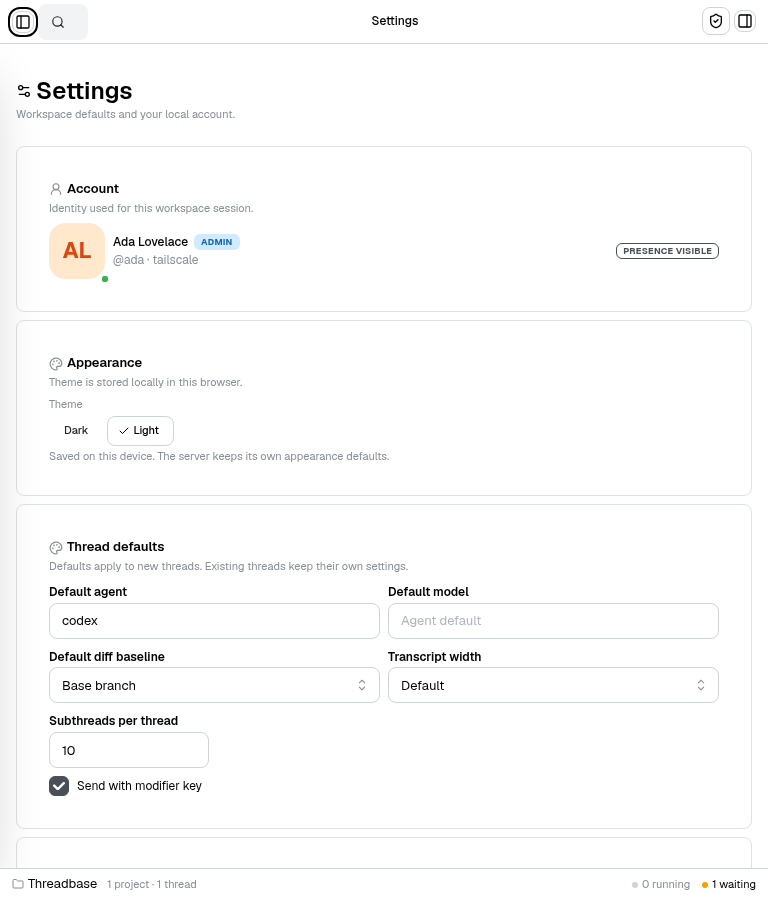 Settings
Settings
Workspace defaults and your local account.
Account
Identity used for this workspace session.
AL
Ada Lovelace ADMIN
@ada · tailscale
PRESENCE VISIBLE
Appearance
Theme is stored locally in this browser.
Theme
Dark Light
Saved on this device. The server keeps its own appearance defaults.
Thread defaults
Defaults apply to new threads. Existing threads keep their own settings.
Default agent Default model
codex Agent default
Default diff baseline Transcript width
Base branch Default
Subthreads per thread
10
Send with modifier key
Threadbase 1 project · 1 thread 0 running 1 waiting